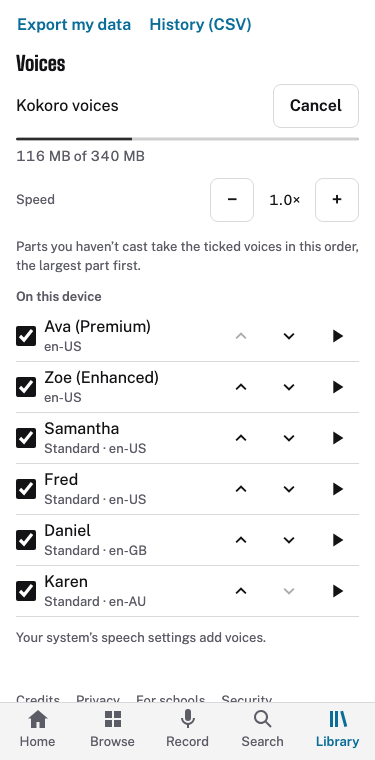 Export my data History (CSV)
Voices
Kokoro voices
Cancel
116 MB of 340 MB
Speed
− 1.0× +
Parts you haven't cast take the ticked voices in this order,
the largest part first.
On this device
Ava (Premium)
en-US
Zoe (Enhanced)
en-US
Samantha
Standard · en-US
Fred
Standard · en-US
Daniel
Standard · en-GB
Karen
Standard · en-AU
Your system's speech settings add voices.
Credits Privacy For schools Security
Home Browse Record Search Library